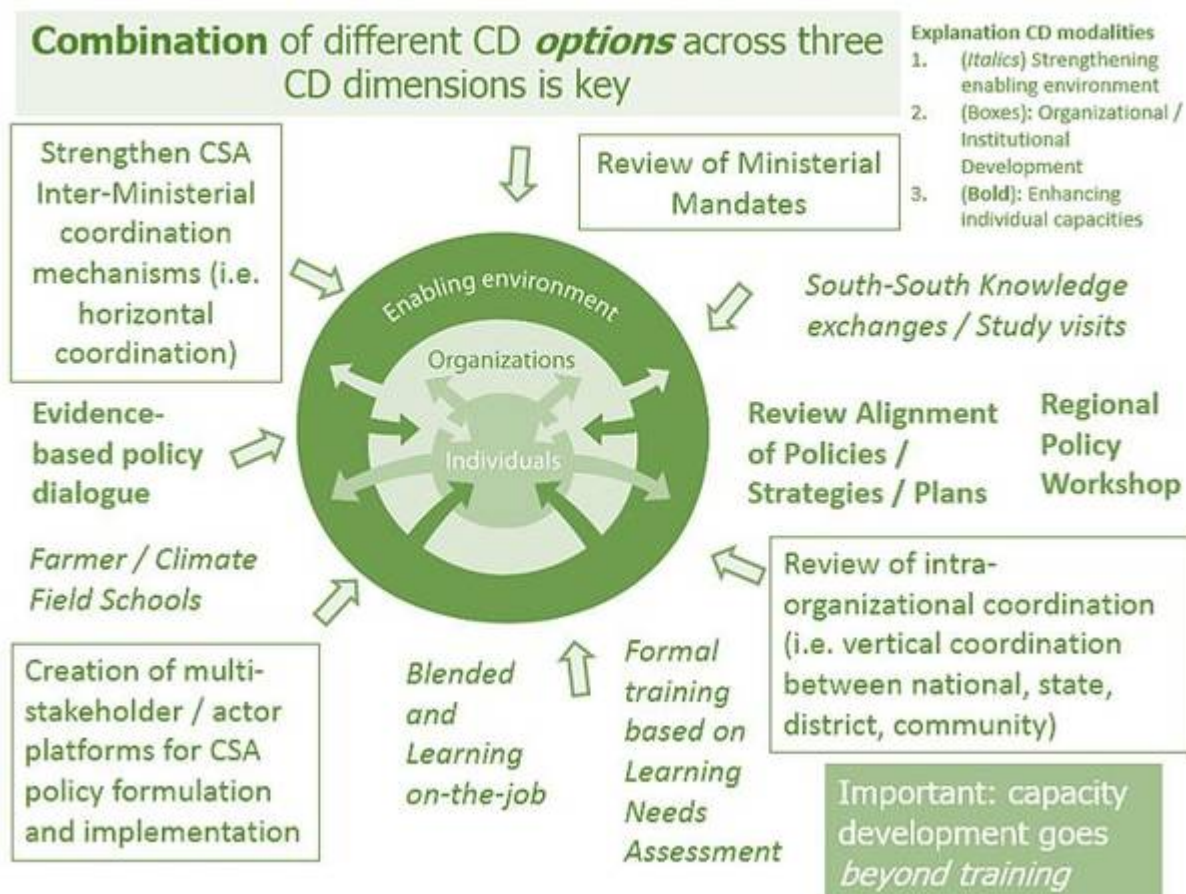 Combination of different CD options across three
CD dimensions is key
Explanation CD modalities
1. (Italics) Strengthening
enabling environment
2. (Boxes): Organizational /
Institutional
Development
3. (Bold): Enhancing
individual capacities
Strengthen CSA
Inter-Ministerial
coordination
mechanisms (i.e.
horizontal
coordination)
Review of Ministerial
Mandates
South-South Knowledge
exchanges / Study visits
Enabling environment
Organizations
Individuals
Evidence-
based policy
dialogue
Review Alignment
of Policies /
Strategies / Plans
Regional
Policy
Workshop
Farmer / Climate
Field Schools
Creation of multi-
stakeholder / actor
platforms for CSA
policy formulation
and implementation
Blended
and
Learning
on-the-job
Formal
training
based on
Learning
Needs
Assessment
Review of intra-
organizational coordination
(i.e. vertical coordination
between national, state,
district, community)
Important: capacity
development goes
beyond training